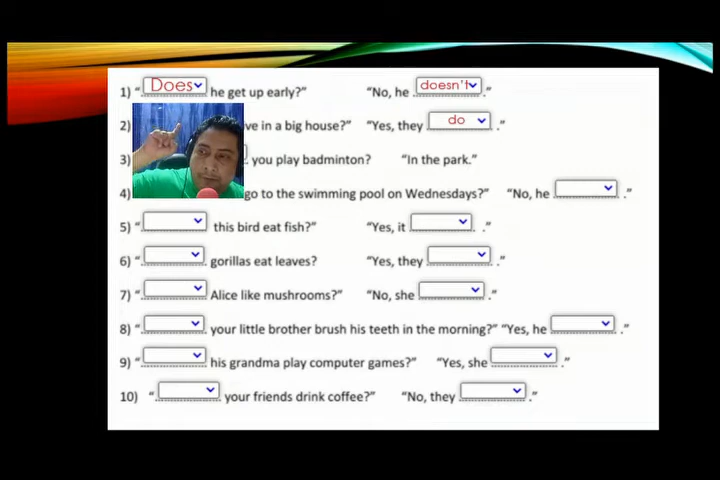 1) "Does he get up early?" "No, he doesn't."
2) ve in a big house?" "Yes, they do."
3) you play badminton? "In the park."
4) go to the swimming pool on Wednesdays?" "No, he ."
5) " this bird eat fish?" "Yes, it ."
6) " gorillas eat leaves? "Yes, they ."
7) " Alice like mushrooms?" "No, she ."
8) " your little brother brush his teeth in the morning?" "Yes, he ."
9) " his grandma play computer games?" "Yes, she ."
10) " your friends drink coffee?" "No, they ."